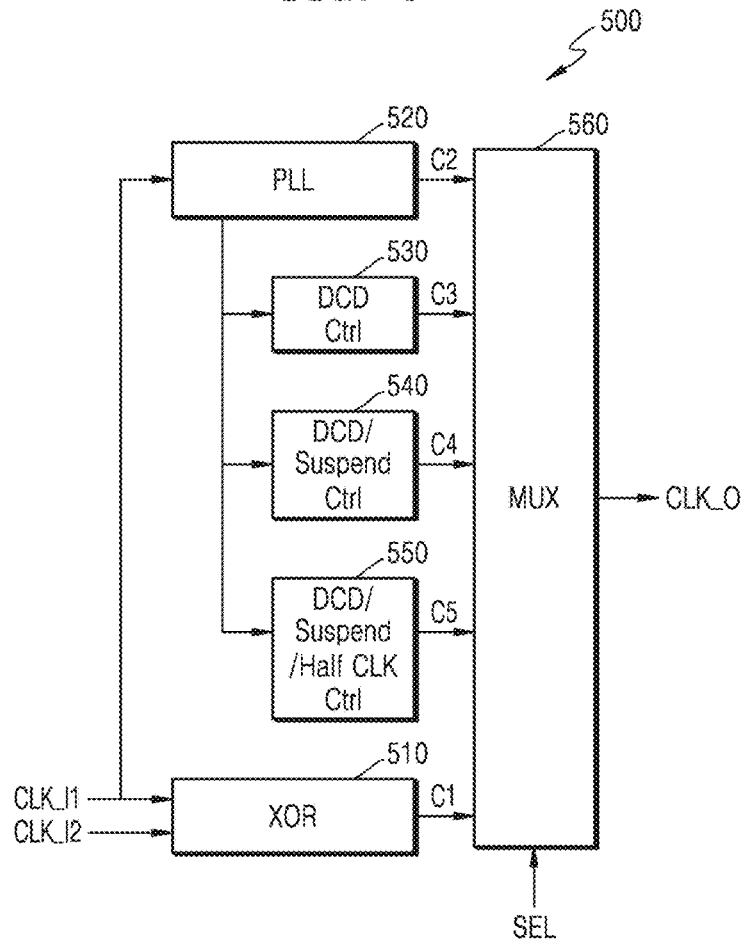 500
520
560
PLL
C2
530
DCD
Ctrl
C3
540
DCD/
Suspend
Ctrl
C4
MUX
CLK_O
550
DCD/
Suspend
/Half CLK
Ctrl
C5
510
CLK_I1
CLK_I2
XOR
C1
SEL